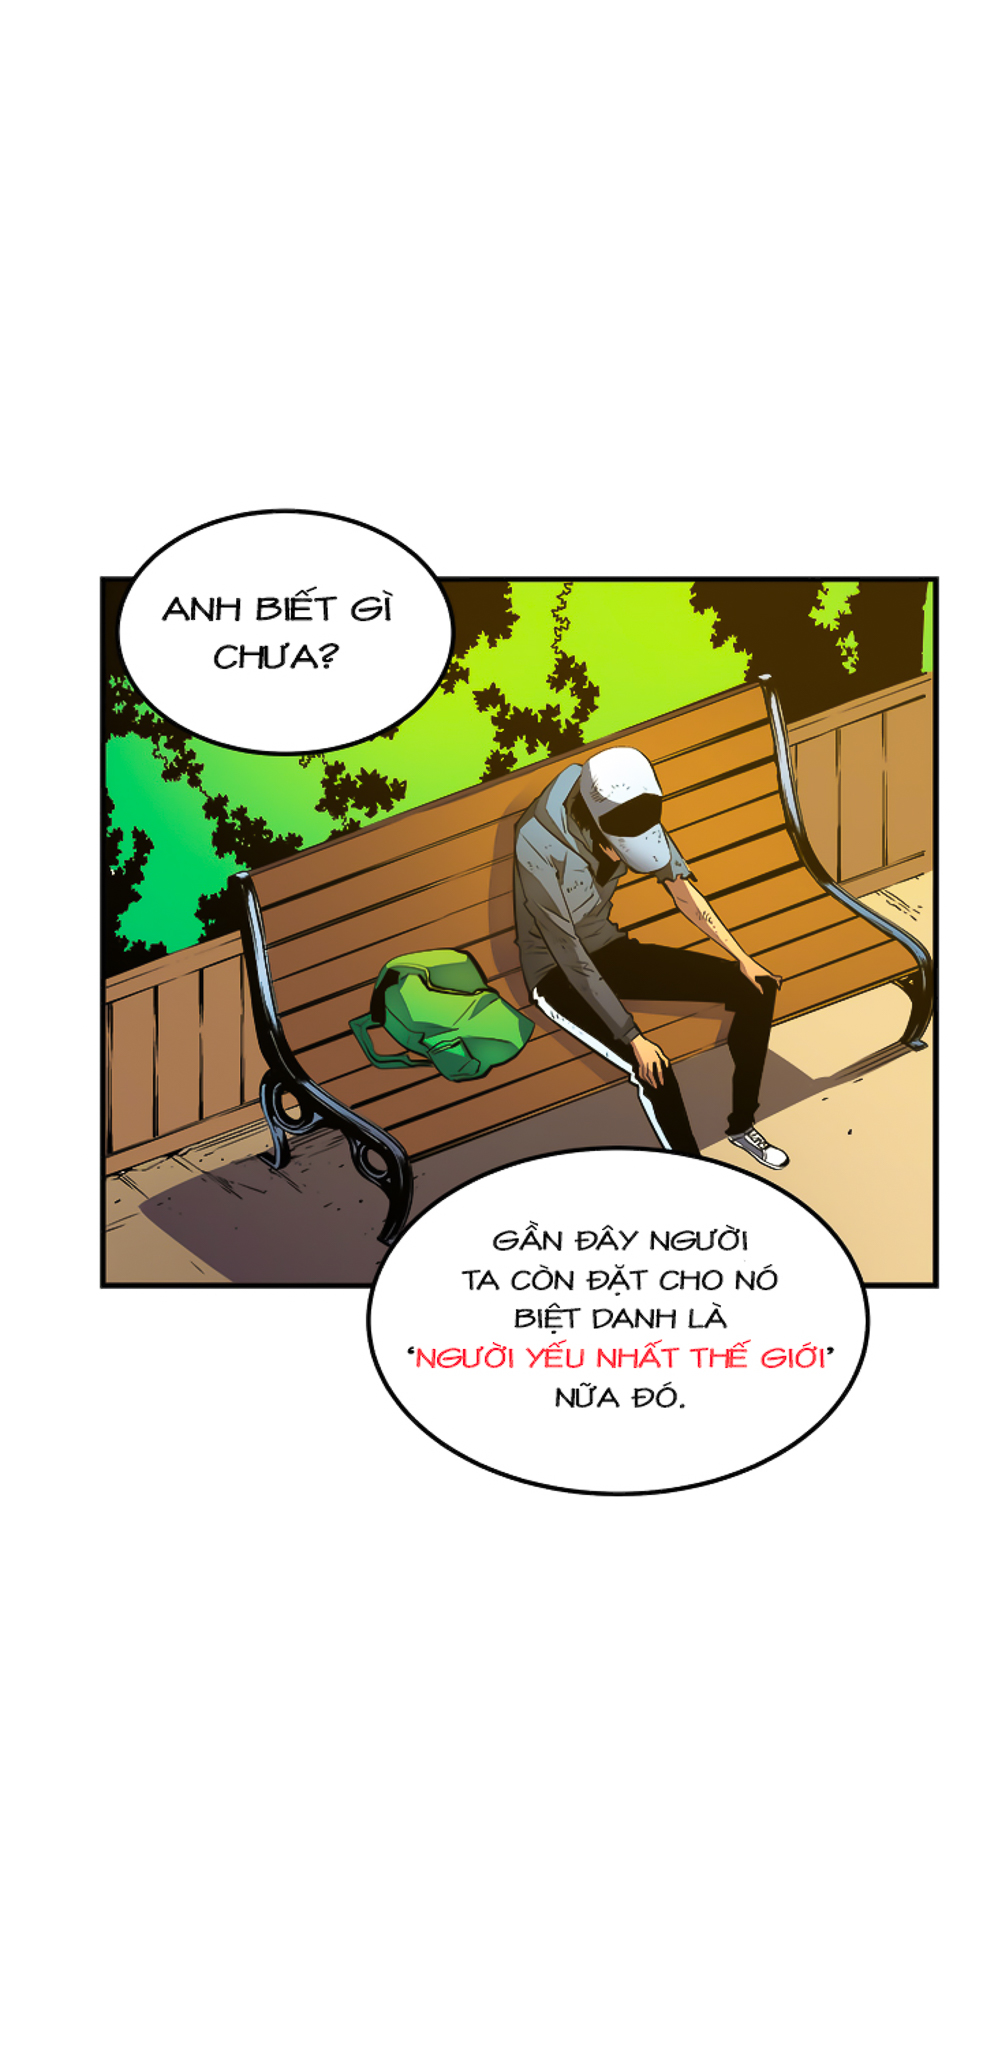 ANH BIẾT GÌ
CHƯA?
GẦN ĐÂY NGƯỜI
TA CÒN ĐẶT CHO NÓ
BIỆT DANH LÀ
‘NGƯỜI YẾU NHẤT THẾ GIỚI’
NỮA ĐÓ.